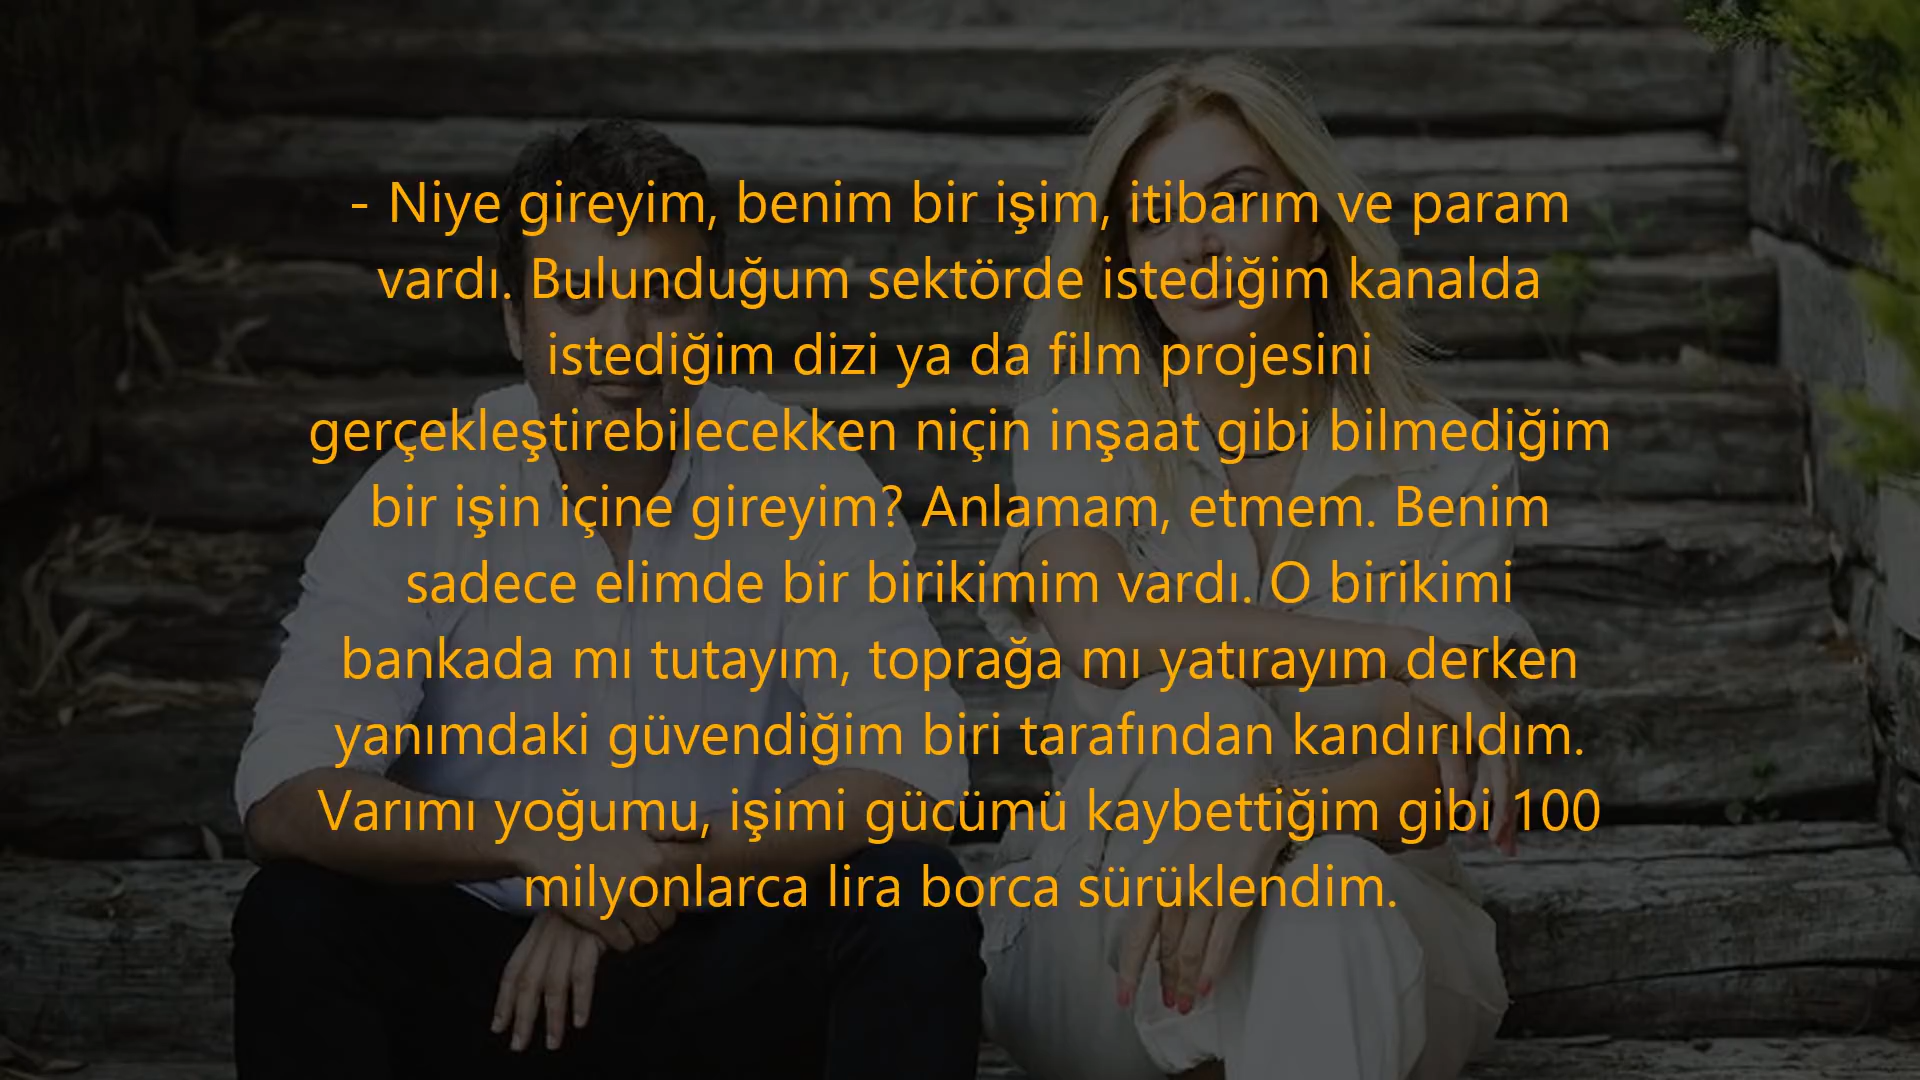 - Niye gireyim, benim bir işim, itibarım ve param
vardı. Bulunduğum sektörde istediğim kanalda
istediğim dizi ya da film projesini
gerçekleştirebilecekken niçin inşaat gibi bilmediğim
bir işin içine gireyim? Anlamam, etmem. Benim
sadece elimde bir birikimim vardı. O birikimi
bankada mı tutayım, toprağa mı yatırayım derken
yanımdaki güvendiğim biri tarafından kandırıldım.
Varımı yoğumu, işimi gücümü kaybettiğim gibi 100
milyonlarca lira borca sürüklendim.